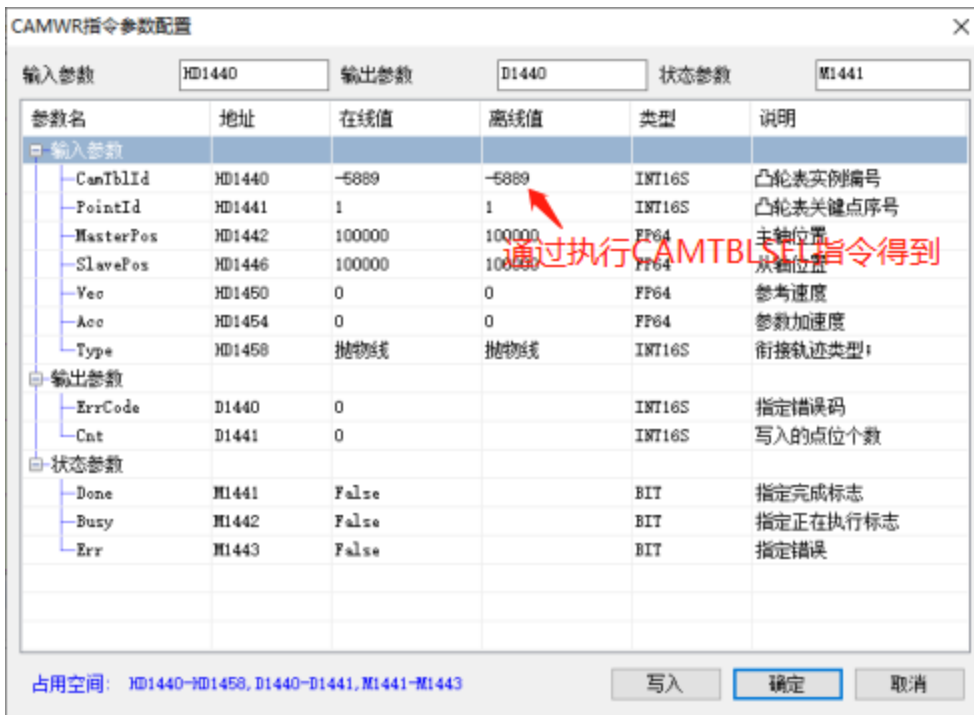 CAMWR指令参数配置
输入参数 HD1440 输出参数 D1440 状态参数 M1441
参数名 地址 在线值 离线值 类型 说明
输入参数
CamTblId HD1440 -5889 -5889 INT16S 凸轮表实例编号
PointId HD1441 1 1 INT16S 凸轮表关键点序号
MasterPos HD1442 100000 100000 FP64 主轴位置
通过执行CAMTBLSEL指令得到
SlavePos HD1446 100000 100000 FP64 从轴位置
Vec HD1450 0 0 FP64 参考速度
Acc HD1454 0 0 FP64 参数加速度
Type HD1458 抛物线 抛物线 INT16S 衔接轨迹类型:
输出参数
ErrCode D1440 0 INT16S 指定错误码
Cnt D1441 0 INT16S 写入的点位个数
状态参数
Done M1441 False BIT 指定完成标志
Busy M1442 False BIT 指定正在执行标志
Err M1443 False BIT 指定错误
占用空间: HD1440-HD1458,D1440-D1441,M1441-M1443 写入 确定 取消